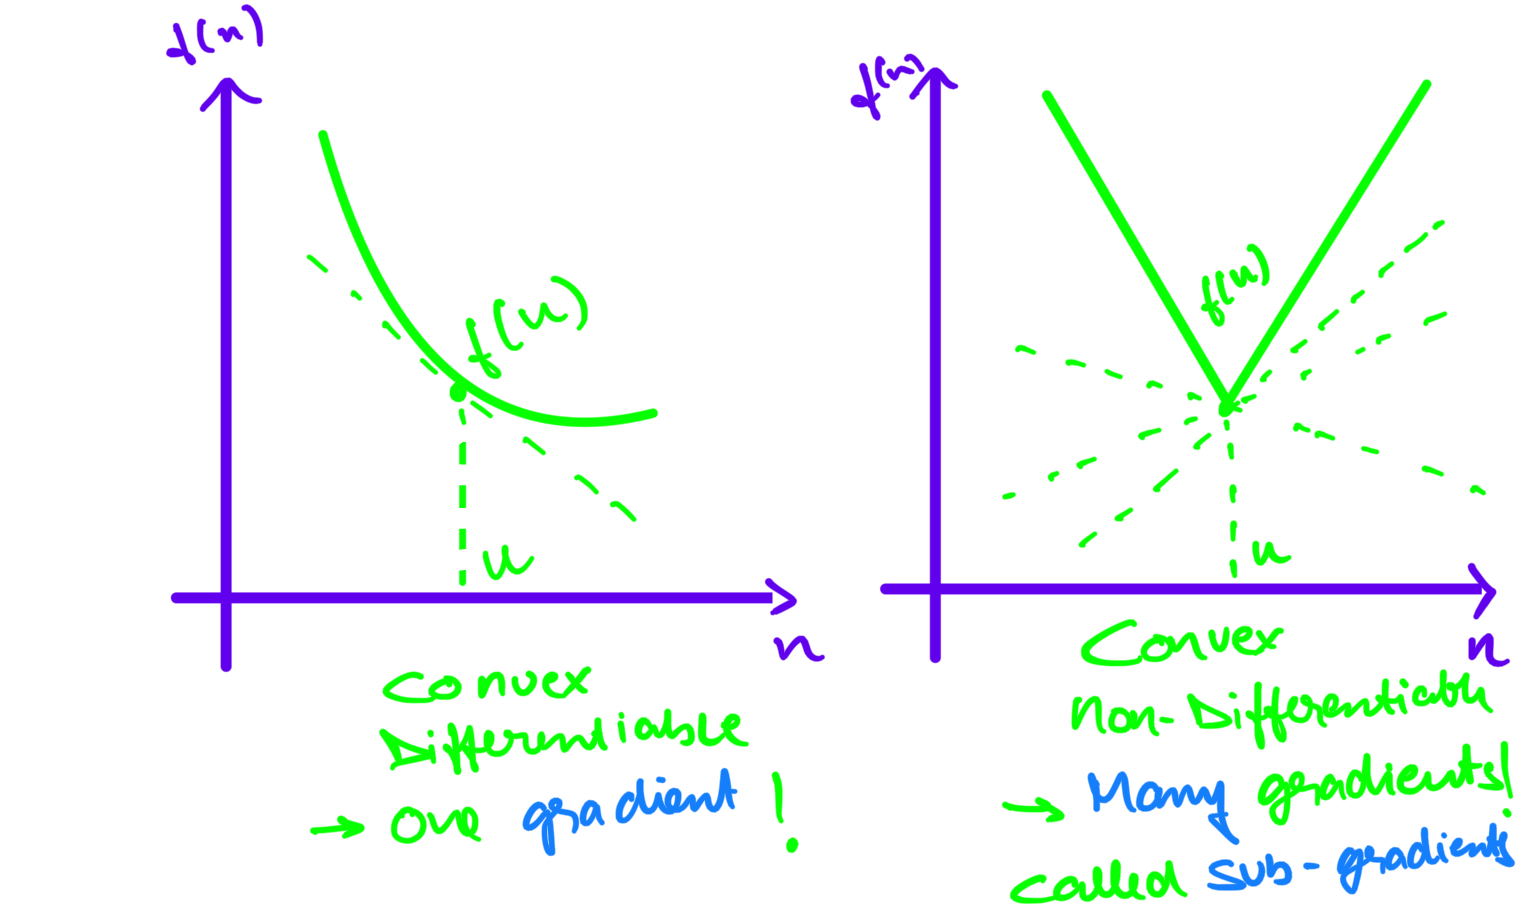 f(x)
f(u)
u
x
Convex
Differentiable
→ One gradient!
f(x)
f(u)
u
x
Convex
Non-Differentiable
→ Many gradients!
called sub-gradients